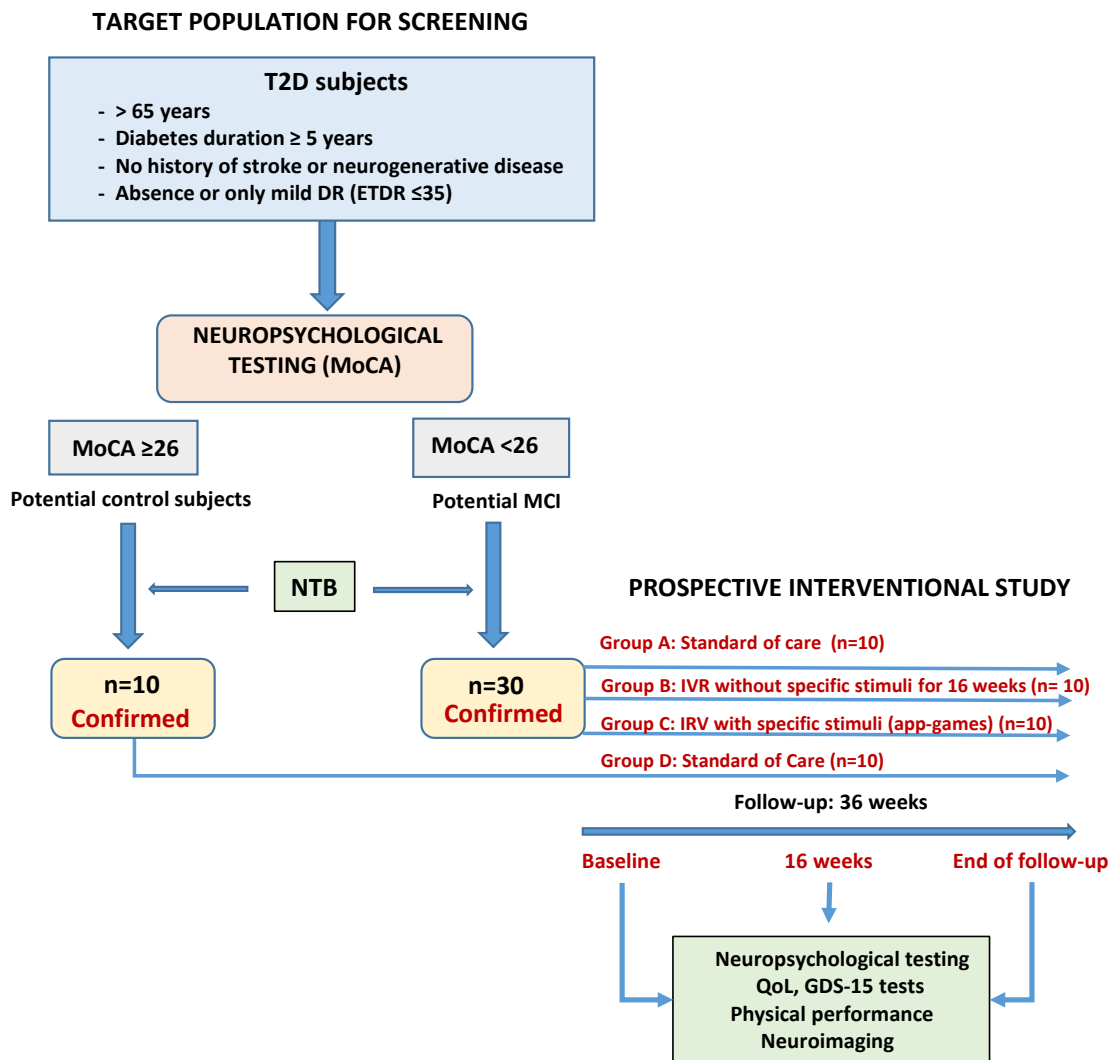 TARGET POPULATION FOR SCREENING
T2D subjects
- > 65 years
- Diabetes duration ≥ 5 years
- No history of stroke or neurogenerative disease
- Absence or only mild DR (ETDR ≤35)
NEUROPSYCHOLOGICAL
TESTING (MoCA)
MoCA ≥26
MoCA <26
Potential control subjects
Potential MCI
NTB
n=10
Confirmed
n=30
Confirmed
PROSPECTIVE INTERVENTIONAL STUDY
Group A: Standard of care (n=10)
Group B: IVR without specific stimuli for 16 weeks (n= 10)
Group C: IRV with specific stimuli (app-games) (n=10)
Group D: Standard of Care (n=10)
Follow-up: 36 weeks
Baseline
16 weeks
End of follow-up
Neuropsychological testing
QoL, GDS-15 tests
Physical performance
Neuroimaging